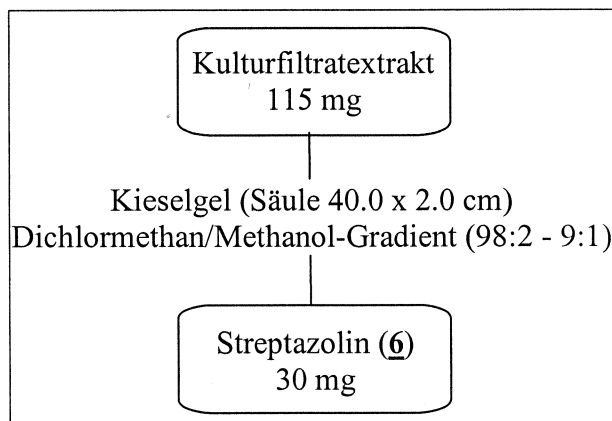 Kulturfiltratextrakt
115 mg
Kieselgel (Säule 40.0 x 2.0 cm)
Dichlormethan/Methanol-Gradient (98:2 - 9:1)
Streptazolin (6)
30 mg